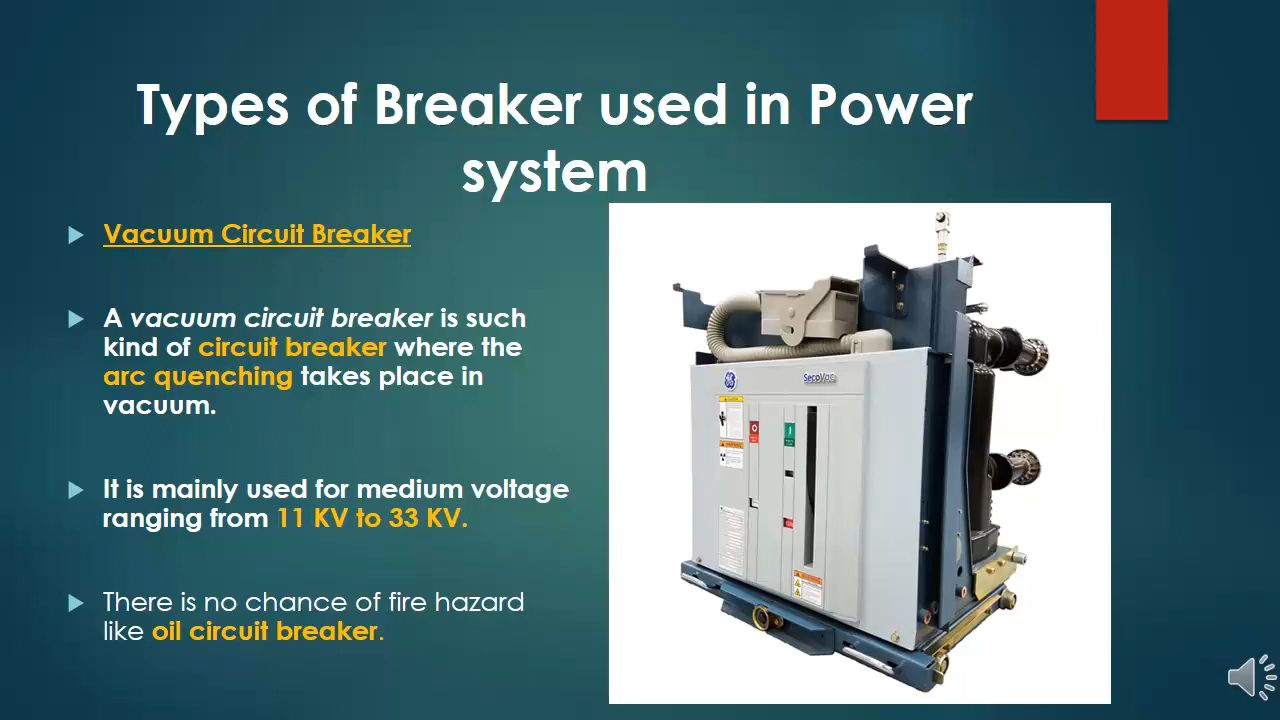 Types of Breaker used in Power
system
Vacuum Circuit Breaker
A vacuum circuit breaker is such
kind of circuit breaker where the
arc quenching takes place in
vacuum.
It is mainly used for medium voltage
ranging from 11 KV to 33 KV.
There is no chance of fire hazard
like oil circuit breaker.
SecoVac